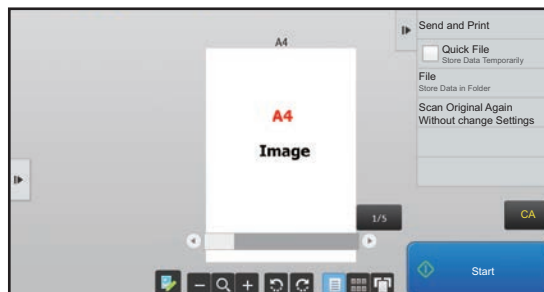 A4
A4
Image
1/5
Send and Print
Quick File
Store Data Temporarily
File
Store Data in Folder
Scan Original Again
Without change Settings
CA
Start